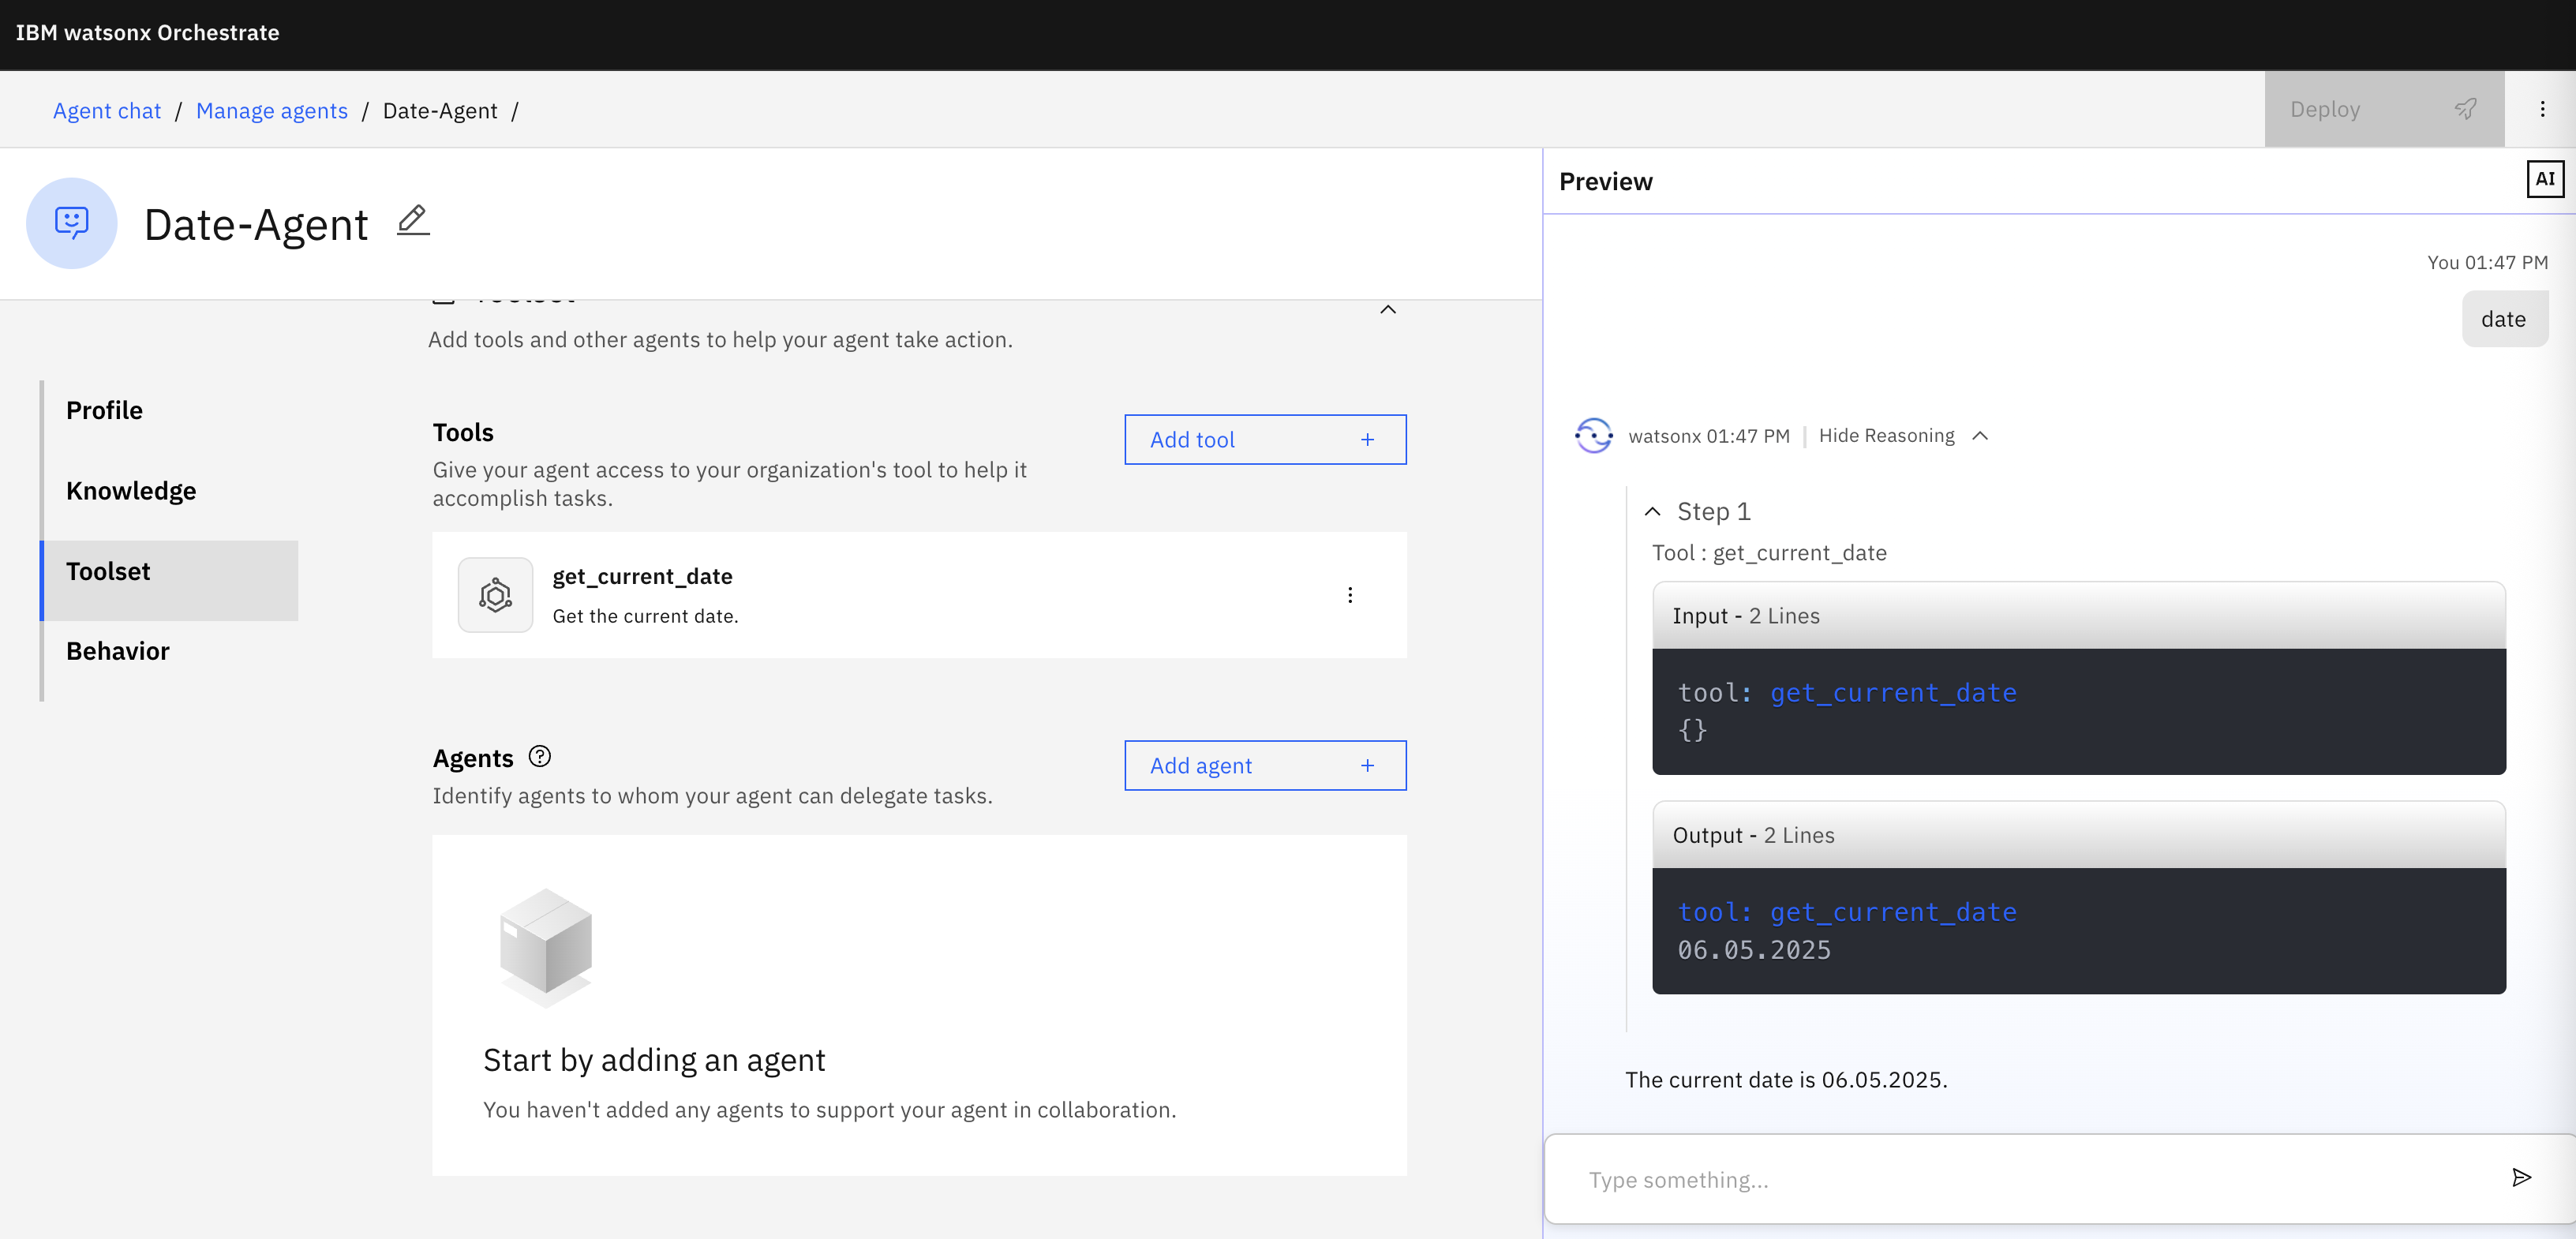 IBM watsonx Orchestrate
Agent chat / Manage agents / Date-Agent /
Deploy
Date-Agent
Toolset
Add tools and other agents to help your agent take action.
Profile
Knowledge
Toolset
Behavior
Tools
Give your agent access to your organization's tool to help it
accomplish tasks.
Add tool +
get_current_date
Get the current date.
Agents ?
Identify agents to whom your agent can delegate tasks.
Add agent +
Start by adding an agent
You haven't added any agents to support your agent in collaboration.
Preview
AI
You 01:47 PM
date
watsonx 01:47 PM | Hide Reasoning
Step 1
Tool : get_current_date
Input - 2 Lines
tool: get_current_date
{}
Output - 2 Lines
tool: get_current_date
06.05.2025
The current date is 06.05.2025.
Type something...